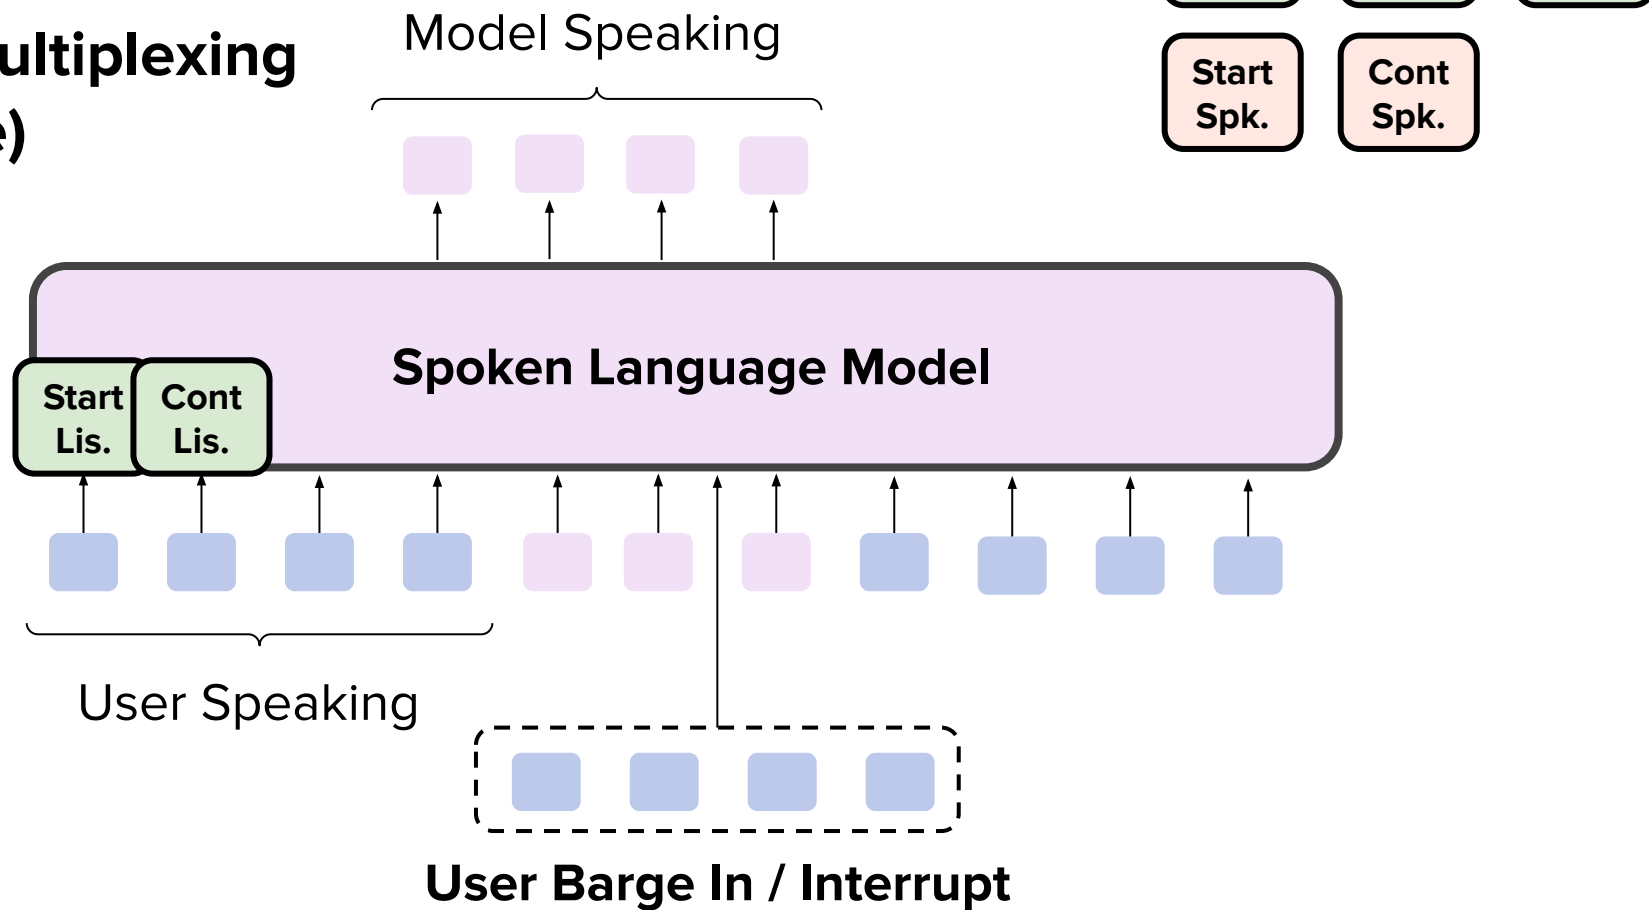 ultiplexing
e)
Model Speaking
Start
Spk.
Cont
Spk.
Spoken Language Model
Start
Lis.
Cont
Lis.
User Speaking
User Barge In / Interrupt